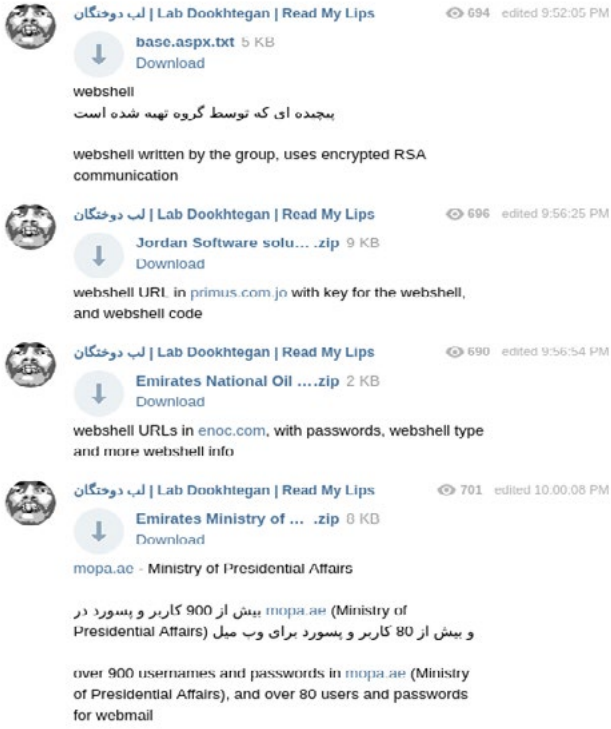 لب دوختگان | Lab Dookhtegan | Read My Lips 694 edited 9:52:05 PM
base.aspx.txt 5 KB
Download
webshell
پیچیده ای که توسط گروه تهیه شده است
webshell written by the group, uses encrypted RSA
communication
لب دوختگان | Lab Dookhtegan | Read My Lips 696 edited 9:56:25 PM
Jordan Software solu... .zip 9 KB
Download
webshell URL in primus.com.jo with key for the webshell,
and webshell code
لب دوختگان | Lab Dookhtegan | Read My Lips 690 edited 9:56:54 PM
Emirates National Oil ....zip 2 KB
Download
webshell URLs in enoc.com, with passwords, webshell type
and more webshell info
لب دوختگان | Lab Dookhtegan | Read My Lips 701 edited 10:00:08 PM
Emirates Ministry of ... .zip 8 KB
Download
mopa.ae - Ministry of Presidential Affairs
بیش از 900 کاربر و پسورد در mopa.ae (Ministry of
Presidential Affairs) و بیش از 80 کاربر و پسورد برای وب میل
over 900 usernames and passwords in mopa.ae (Ministry
of Presidential Affairs), and over 80 users and passwords
for webmail